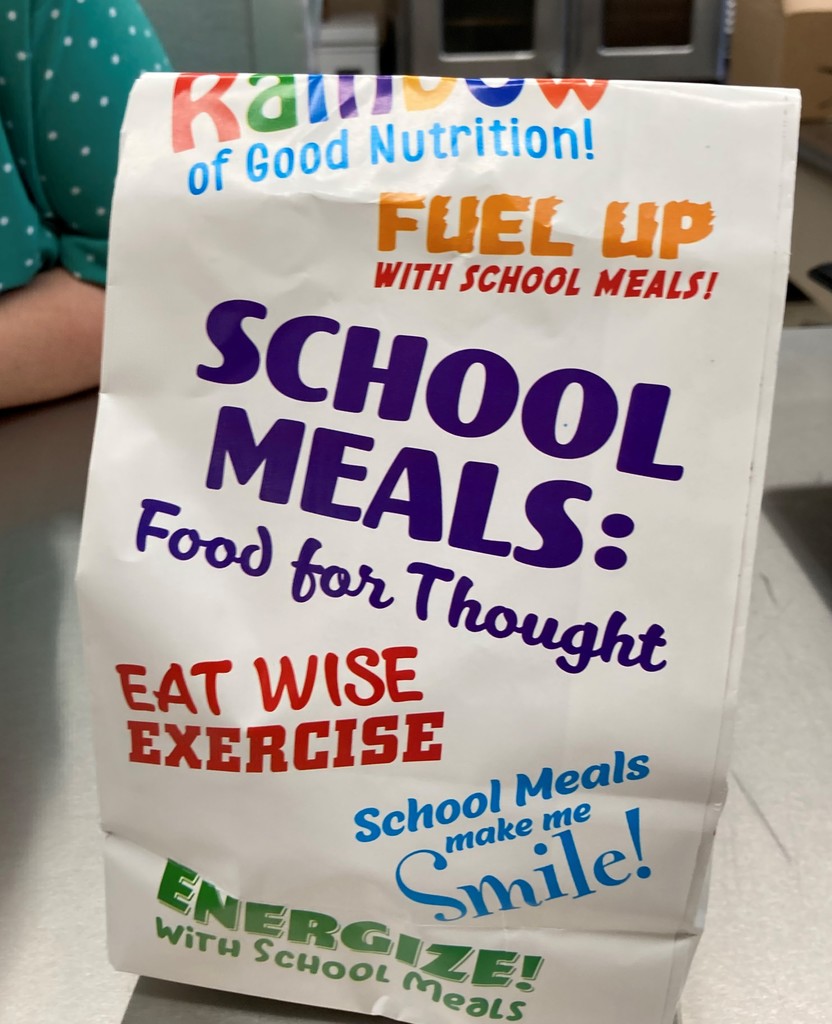 Rainbow
of Good Nutrition!
FUEL UP
WITH SCHOOL MEALS!
SCHOOL
MEALS:
Food for Thought
EAT WISE
EXERCISE
School Meals
make me
Smile!
ENERGIZE!
WiTH SCHOOL Meals